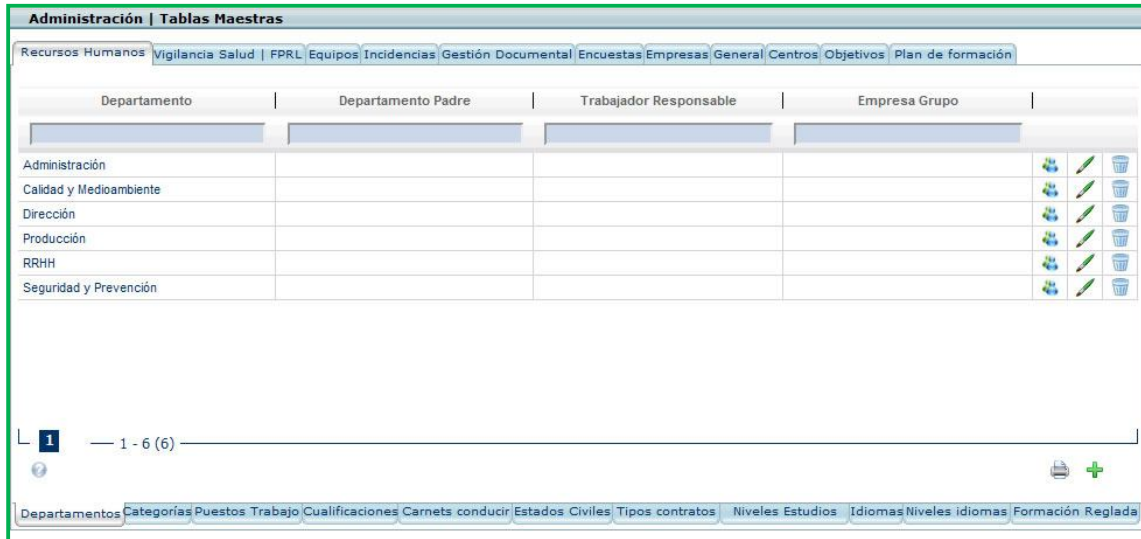 Administración | Tablas Maestras
Recursos Humanos Vigilancia Salud | FPRL Equipos Incidencias Gestión Documental Encuestas Empresas General Centros Objetivos Plan de formación
Departamento Departamento Padre Trabajador Responsable Empresa Grupo
Administración
Calidad y Medioambiente
Dirección
Producción
RRHH
Seguridad y Prevención
1 1 - 6 (6)
Departamentos Categorías Puestos Trabajo Cualificaciones Carnets conducir Estados Civiles Tipos contratos Niveles Estudios Idiomas Niveles idiomas Formación Reglada